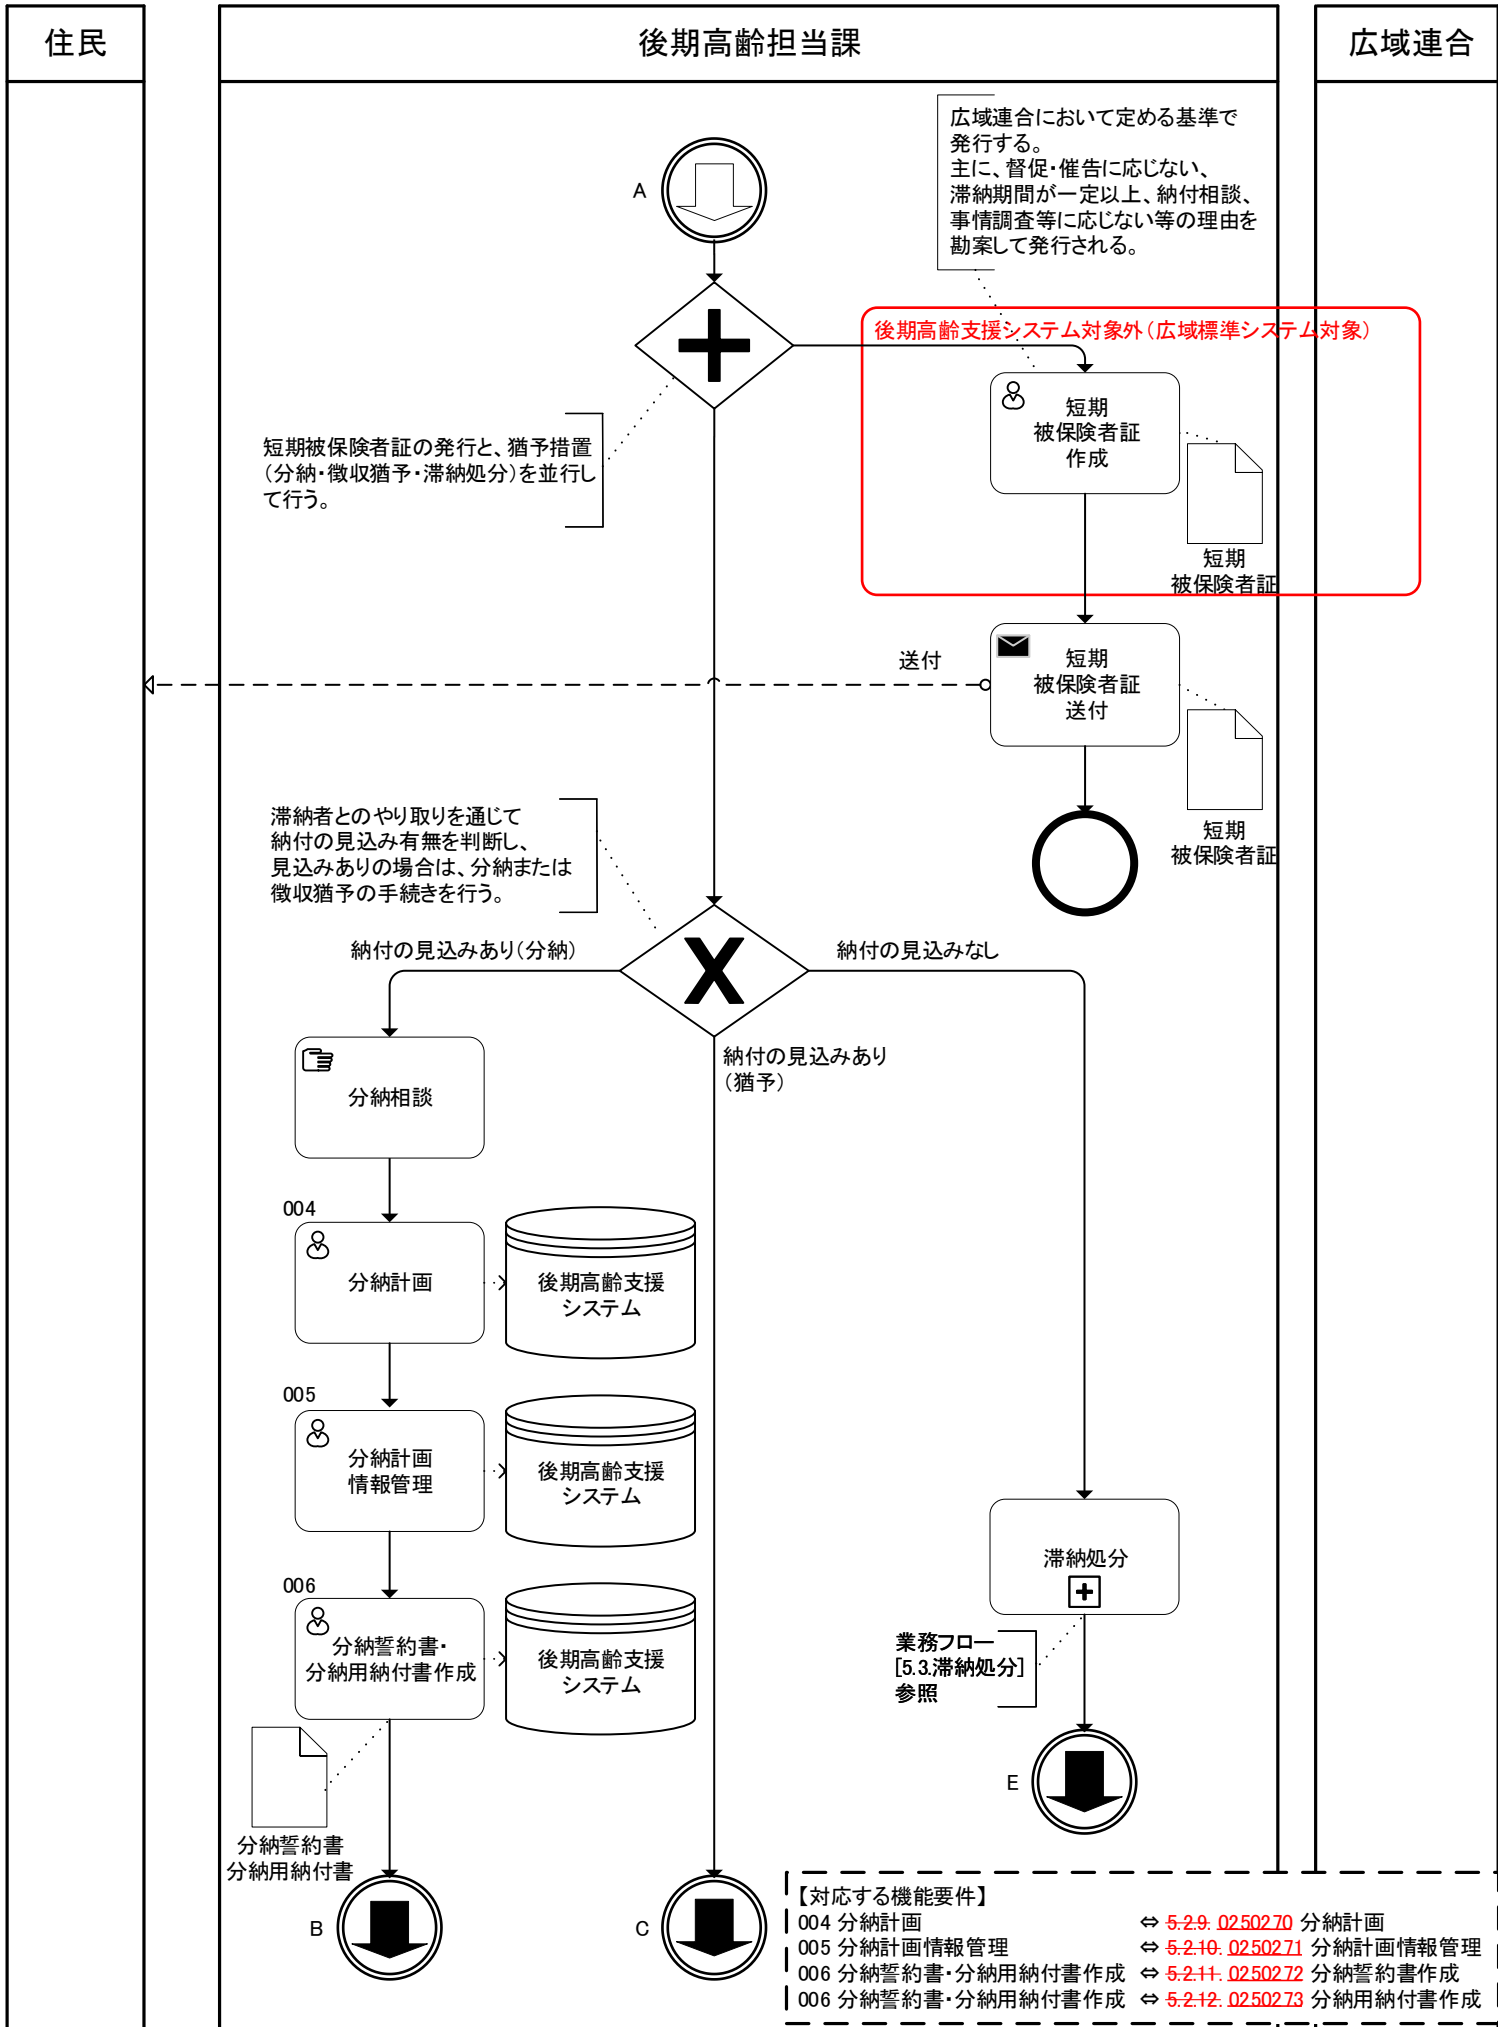 住民
後期高齢担当課
広域連合
広域連合において定める基準で
発行する。
主に、督促・催告に応じない、
滞納期間が一定以上、納付相談、
事情調査等に応じない等の理由を
勘案して発行される。
A
後期高齢支援システム対象外（広域標準システム対象）
短期
被保険者証
作成
短期被保険者証の発行と、猶予措置
（分納・徴収猶予・滞納処分）を並行し
て行う。
短期
被保険者証
送付
短期
被保険者証
送付
短期
被保険者証
滞納者とのやり取りを通じて
納付の見込み有無を判断し、
見込みありの場合は、分納または
徴収猶予の手続きを行う。
納付の見込みあり（分納）
納付の見込みなし
納付の見込みあり
（猶予）
分納相談
004
分納計画
後期高齢支援
システム
005
分納計画
情報管理
後期高齢支援
システム
006
分納誓約書・
分納用納付書作成
後期高齢支援
システム
滞納処分
業務フロー
[5.3.滞納処分]
参照
E
分納誓約書
分納用納付書
B
C
【対応する機能要件】
004 分納計画 ⇔ 5.2.9. 0250270 分納計画
005 分納計画情報管理 ⇔ 5.2.10. 0250271 分納計画情報管理
006 分納誓約書・分納用納付書作成 ⇔ 5.2.11. 0250272 分納誓約書作成
006 分納誓約書・分納用納付書作成 ⇔ 5.2.12. 0250273 分納用納付書作成